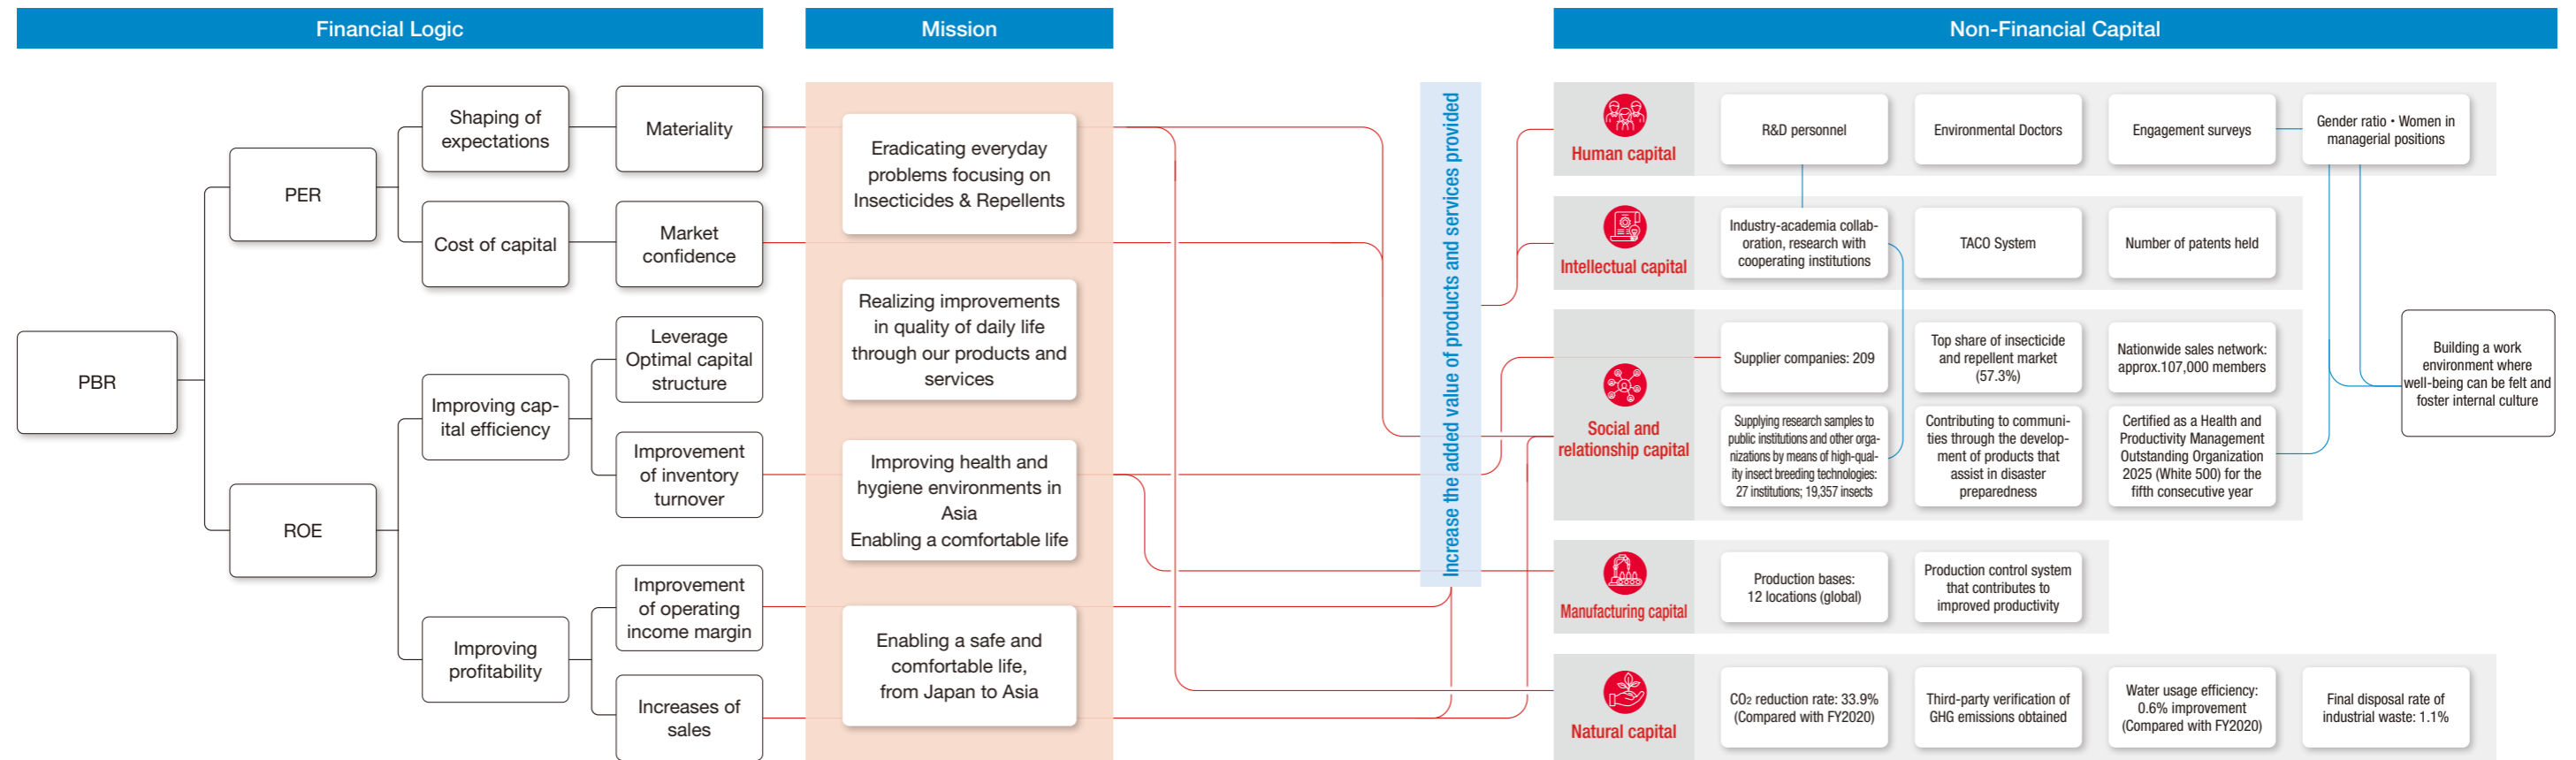 Financial Logic
Mission
Non-Financial Capital
PBR
PER
ROE
Shaping of
expectations
Cost of capital
Improving cap-
ital efficiency
Improving
profitability
Materiality
Market
confidence
Leverage
Optimal capital
structure
Improvement
of inventory
turnover
Improvement
of operating
income margin
Increases of
sales
Eradicating everyday
problems focusing on
Insecticides & Repellents
Realizing improvements
in quality of daily life
through our products and
services
Improving health and
hygiene environments in
Asia
Enabling a comfortable life
Enabling a safe and
comfortable life,
from Japan to Asia
Increase the added value of products and services provided
Human capital
R&D personnel
Environmental Doctors
Engagement surveys
Gender ratio • Women in
managerial positions
Intellectual capital
Industry-academia collab-
oration, research with
cooperating institutions
TACO System
Number of patents held
Social and
relationship capital
Supplier companies: 209
Top share of insecticide
and repellent market
(57.3%)
Nationwide sales network:
approx.107,000 members
Supplying research samples to
public institutions and other orga-
nizations by means of high-qual-
ity insect breeding technologies:
27 institutions; 19,357 insects
Contributing to communi-
ties through the develop-
ment of products that
assist in disaster
preparedness
Certified as a Health and
Productivity Management
Outstanding Organization
2025 (White 500) for the
fifth consecutive year
Building a work
environment where
well-being can be felt and
foster internal culture
Manufacturing capital
Production bases:
12 locations (global)
Production control system
that contributes to
improved productivity
Natural capital
CO2 reduction rate: 33.9%
(Compared with FY2020)
Third-party verification of
GHG emissions obtained
Water usage efficiency:
0.6% improvement
(Compared with FY2020)
Final disposal rate of
industrial waste: 1.1%